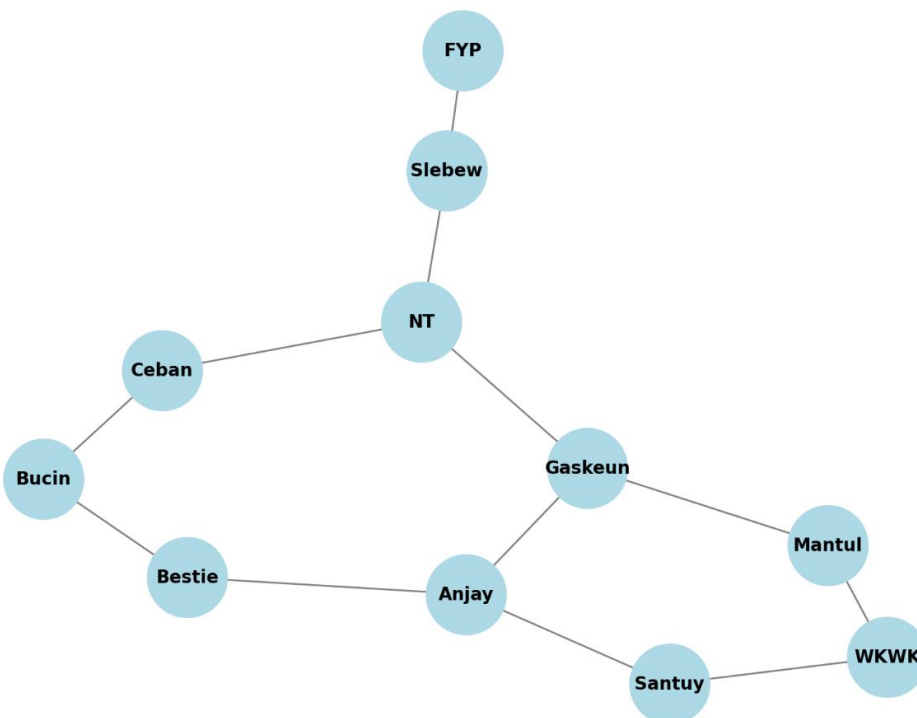 FYP
Slebew
NT
Ceban
Gaskeun
Bucin
Mantul
Bestie
Anjay
WKWK
Santuy